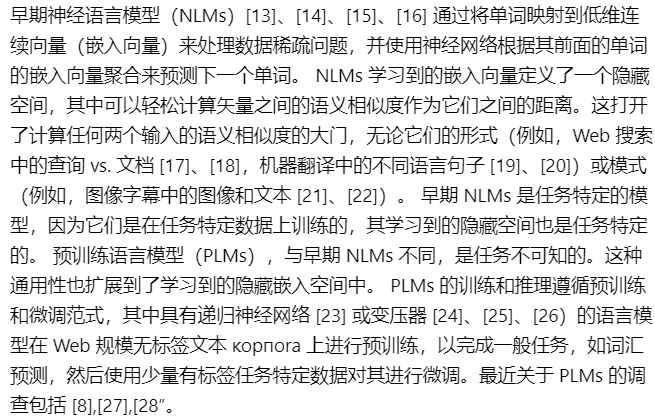 早期神经语言模型（NLMs）[13]、[14]、[15]、[16] 通过将单词映射到低维连
续向量（嵌入向量）来处理数据稀疏问题，并使用神经网络根据其前面的单词
的嵌入向量聚合来预测下一个单词。 NLMs 学习到的嵌入向量定义了一个隐藏
空间，其中可以轻松计算矢量之间的语义相似度作为它们之间的距离。这打开
了计算任何两个输入的语义相似度的大门，无论它们的形式（例如，Web 搜索
中的查询 vs. 文档 [17]、[18]，机器翻译中的不同语言句子 [19]、[20]）或模式
（例如，图像字幕中的图像和文本 [21]、[22]）。 早期 NLMs 是任务特定的模
型，因为它们是在任务特定数据上训练的，其学习到的隐藏空间也是任务特定
的。 预训练语言模型（PLMs），与早期 NLMs 不同，是任务不可知的。这种
通用性也扩展到了学习到的隐藏嵌入空间中。 PLMs 的训练和推理遵循预训练
和微调范式，其中具有递归神经网络 [23] 或变压器 [24]、[25]、[26]）的语言模
型在 Web 规模无标签文本 корпога 上进行预训练，以完成一般任务，如词汇
预测，然后使用少量有标签任务特定数据对其进行微调。最近关于 PLMs 的调
查包括 [8],[27],[28“。